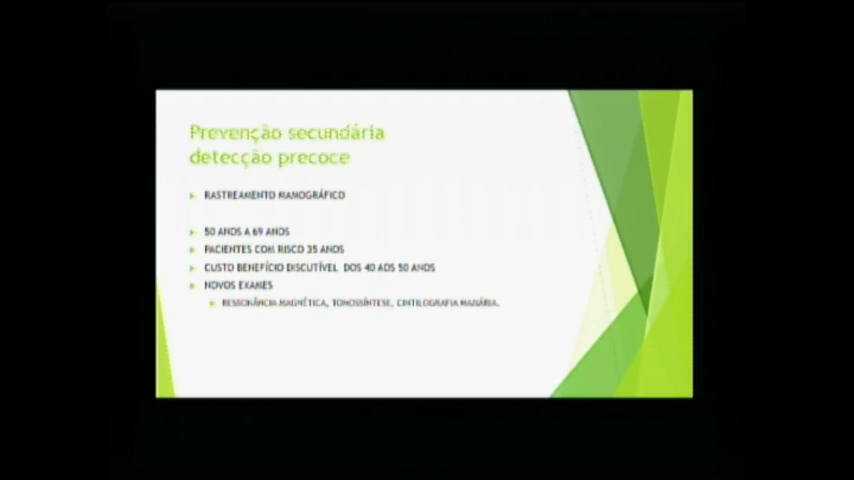 Prevenção secundária
detecção precoce
RASTREAMENTO MAMOGRÁFICO
50 ANOS A 69 ANOS
PACIENTES COM RISCO 35 ANOS
CUSTO BENEFÍCIO DISCUTÍVEL DOS 40 AOS 50 ANOS
NOVOS EXAMES
RESSONÂNCIA MAGNÉTICA, TOMOSSÍNTESE, CINTILOGRAFIA MAMÁRIA.